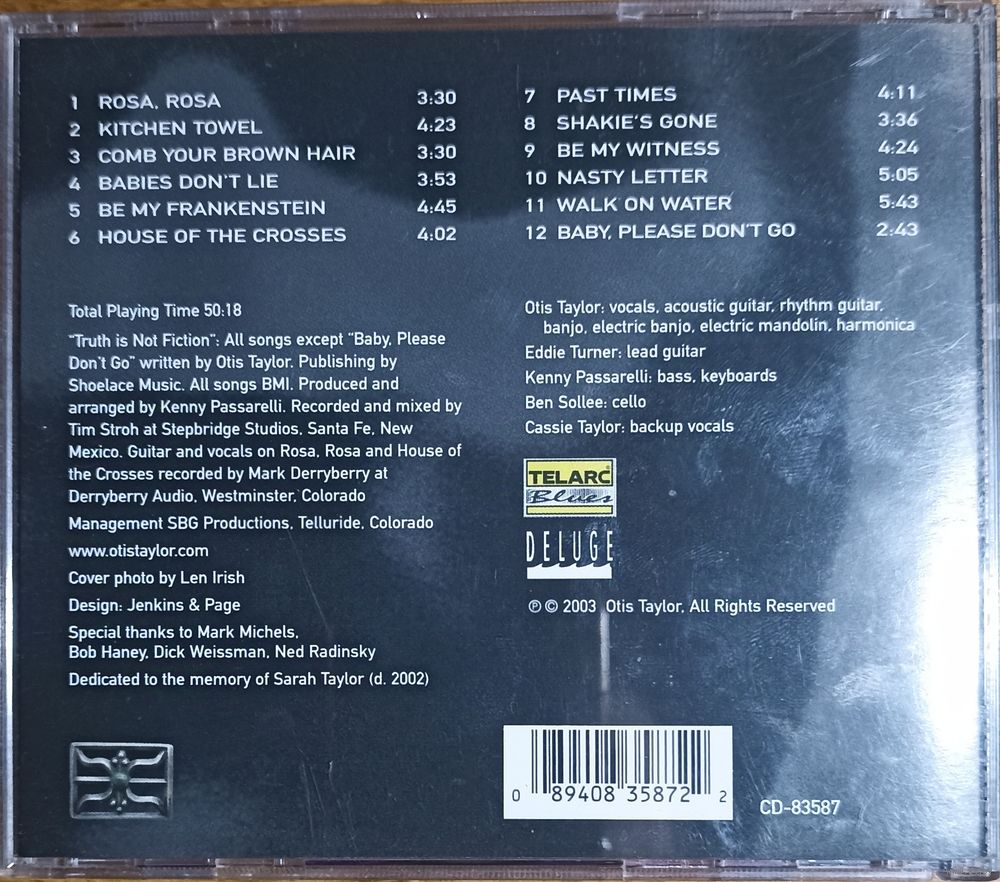 1 ROSA, ROSA 3:30
2 KITCHEN TOWEL 4:23
3 COMB YOUR BROWN HAIR 3:30
4 BABIES DON'T LIE 3:53
5 BE MY FRANKENSTEIN 4:45
6 HOUSE OF THE CROSSES 4:02
7 PAST TIMES 4:11
8 SHAKIE'S GONE 3:36
9 BE MY WITNESS 4:24
10 NASTY LETTER 5:05
11 WALK ON WATER 5:43
12 BABY, PLEASE DON'T GO 2:43
Total Playing Time 50:18
"Truth is Not Fiction": All songs except "Baby, Please
Don't Go" written by Otis Taylor. Publishing by
Shoelace Music. All songs BMI. Produced and
arranged by Kenny Passarelli. Recorded and mixed by
Tim Stroh at Stepbridge Studios, Santa Fe, New
Mexico. Guitar and vocals on Rosa, Rosa and House of
the Crosses recorded by Mark Derryberry at
Derryberry Audio, Westminster, Colorado
Management SBG Productions, Telluride, Colorado
www.otistaylor.com
Cover photo by Len Irish
Design: Jenkins & Page
Special thanks to Mark Michels,
Bob Haney, Dick Weissman, Ned Radinsky
Dedicated to the memory of Sarah Taylor (d. 2002)
Otis Taylor: vocals, acoustic guitar, rhythm guitar,
banjo, electric banjo, electric mandolin, harmonica
Eddie Turner: lead guitar
Kenny Passarelli: bass, keyboards
Ben Sollee: cello
Cassie Taylor: backup vocals
TELARC
Blues
DELUGE
℗ © 2003 Otis Taylor, All Rights Reserved
0 89408 35872 2
CD-83587